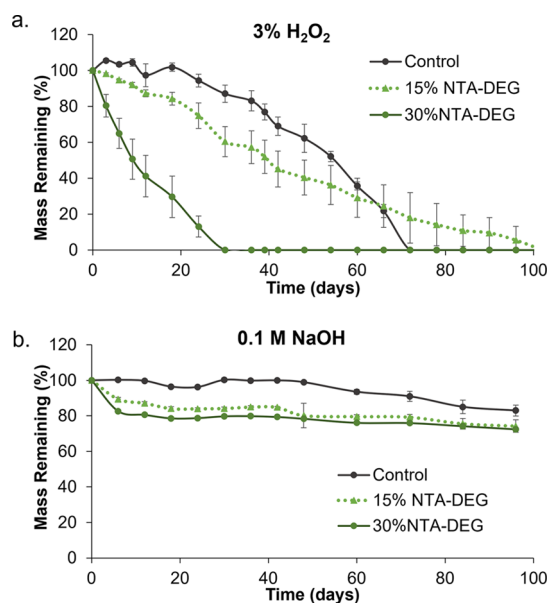 a.
3% H₂O₂
Mass Remaining (%)
120
100
80
60
40
20
0
0 20 40 60 80 100
Time (days)
Control
15% NTA-DEG
30%NTA-DEG
b.
0.1 M NaOH
Mass Remaining (%)
120
100
80
60
40
20
0
0 20 40 60 80 100
Time (days)
Control
15% NTA-DEG
30%NTA-DEG